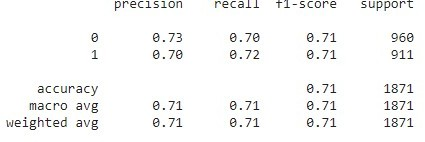 precision recall f1-score support
0 0.73 0.70 0.71 960
1 0.70 0.72 0.71 911
accuracy 0.71 1871
macro avg 0.71 0.71 0.71 1871
weighted avg 0.71 0.71 0.71 1871